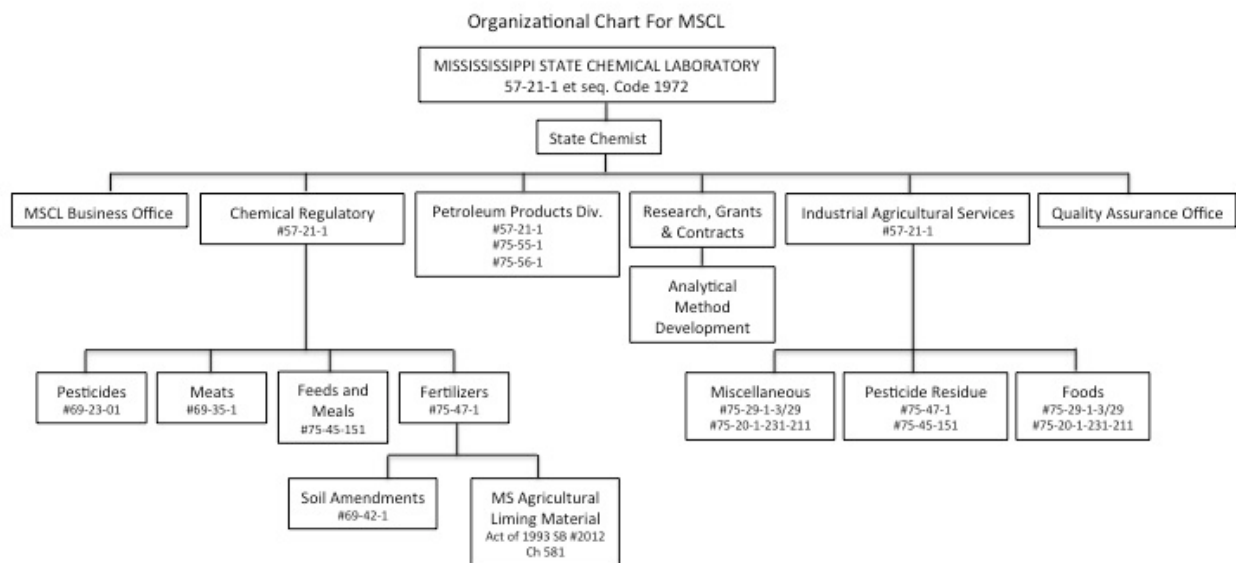 Organizational Chart For MSCL
MISSISSISSIPPI STATE CHEMICAL LABORATORY
57-21-1 et seq. Code 1972
State Chemist
MSCL Business Office
Chemical Regulatory
#57-21-1
Petroleum Products Div.
#57-21-1
#75-55-1
#75-56-1
Research, Grants
& Contracts
Industrial Agricultural Services
#57-21-1
Quality Assurance Office
Analytical
Method
Development
Pesticides
#69-23-01
Meats
#69-35-1
Feeds and
Meals
#75-45-151
Fertilizers
#75-47-1
Miscellaneous
#75-29-1-3/29
#75-20-1-231-211
Pesticide Residue
#75-47-1
#75-45-151
Foods
#75-29-1-3/29
#75-20-1-231-211
Soil Amendments
#69-42-1
MS Agricultural
Liming Material
Act of 1993 SB #2012
Ch 581